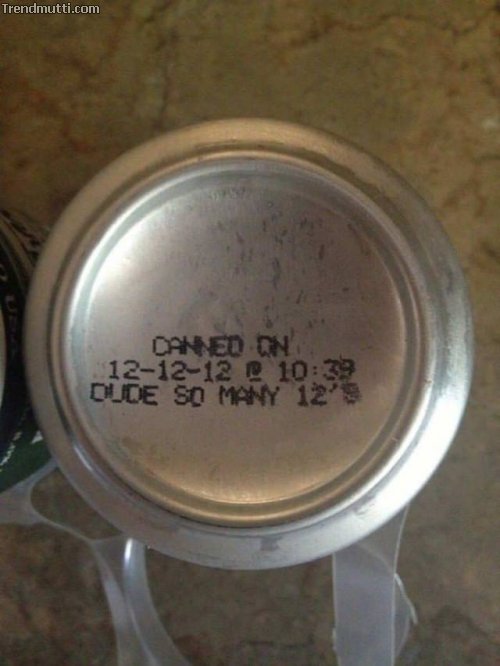 Trendmutti.com
CANNED ON
12-12-12 @ 10:39
DUDE SO MANY 12'S